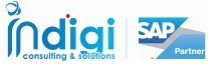 indigi
consulting & solutions
SAP
Partner